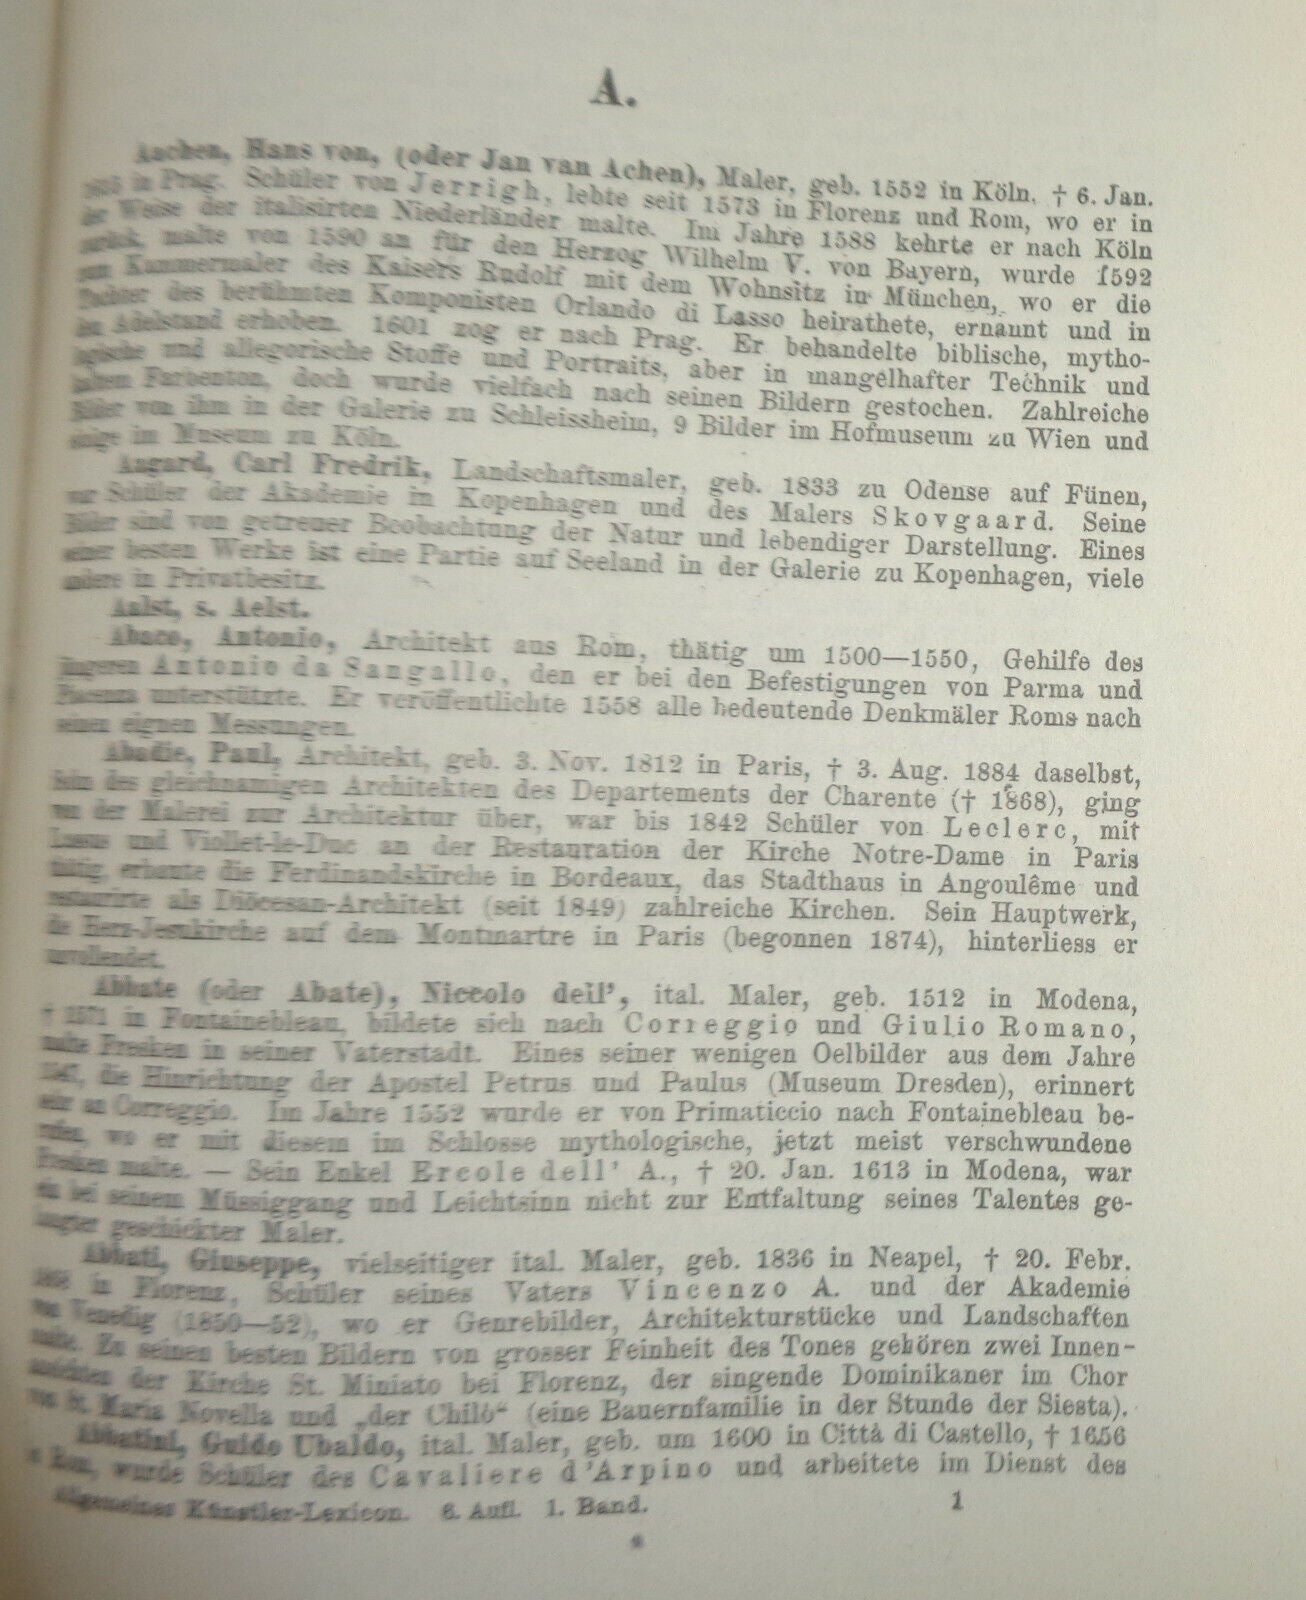 A.
Aachen, Hans von, (oder Jan van Achen), Maler, geb. 1552 in Köln, † 6. Jan.
1615 in Prag. Schüler von Jerrigh, lebte seit 1573 in Florenz und Rom, wo er in
der Weise der italisirten Niederländer malte. Im Jahre 1588 kehrte er nach Köln
zurück, malte von 1590 an für den Herzog Wilhelm V. von Bayern, wurde 1592
zum Kammermaler des Kaisers Rudolf mit dem Wohnsitz in München, wo er die
Tochter des berühmten Komponisten Orlando di Lasso heirathete, ernannt und in
den Adelstand erhoben. 1601 zog er nach Prag. Er behandelte biblische, mytho-
logische und allegorische Stoffe und Portraits, aber in mangelhafter Technik und
kaltem Farbenton, doch wurde vielfach nach seinen Bildern gestochen. Zahlreiche
Bilder von ihm in der Galerie zu Schleissheim, 9 Bilder im Hofmuseum zu Wien und
einige im Museum zu Köln.
Aagard, Carl Fredrik, Landschaftsmaler, geb. 1833 zu Odense auf Fünen,
war Schüler der Akademie in Kopenhagen und des Malers Skovgaard. Seine
Bilder sind von getreuer Beobachtung der Natur und lebendiger Darstellung. Eines
seiner besten Werke ist eine Partie auf Seeland in der Galerie zu Kopenhagen, viele
andere in Privatbesitz.
Aalst, s. Aelst.
Abaco, Antonio, Architekt aus Rom, thätig um 1500—1550, Gehilfe des
jüngeren Antonio da Sangallo, den er bei den Befestigungen von Parma und
Piacenza unterstützte. Er veröffentlichte 1558 alle bedeutende Denkmäler Roms nach
seinen eignen Messungen.
Abadie, Paul, Architekt, geb. 3. Nov. 1812 in Paris, † 3. Aug. 1884 daselbst,
Sohn des gleichnamigen Architekten des Departements der Charente († 1868), ging
von der Malerei zur Architektur über, war bis 1842 Schüler von Leclerc, mit
Lassus und Viollet-le-Duc an der Restauration der Kirche Notre-Dame in Paris
thätig, erbaute die Ferdinandskirche in Bordeaux, das Stadthaus in Angoulême und
restaurirte als Diöcesan-Architekt (seit 1849) zahlreiche Kirchen. Sein Hauptwerk,
die Herz-Jesukirche auf dem Montmartre in Paris (begonnen 1874), hinterliess er
unvollendet.
Abbate (oder Abate), Niccolo dell', ital. Maler, geb. 1512 in Modena,
† 1571 in Fontainebleau, bildete sich nach Correggio und Giulio Romano,
malte Fresken in seiner Vaterstadt. Eines seiner wenigen Oelbilder aus dem Jahre
1547, die Hinrichtung der Apostel Petrus und Paulus (Museum Dresden), erinnert
sehr an Correggio. Im Jahre 1552 wurde er von Primaticcio nach Fontainebleau be-
rufen, wo er mit diesem im Schlosse mythologische, jetzt meist verschwundene
Fresken malte. — Sein Enkel Ercole dell' A., † 20. Jan. 1613 in Modena, war
ein bei seinem Müssiggang und Leichtsinn nicht zur Entfaltung seines Talentes ge-
langter geschickter Maler.
Abbati, Giuseppe, vielseitiger ital. Maler, geb. 1836 in Neapel, † 20. Febr.
1868 in Florenz, Schüler seines Vaters Vincenzo A. und der Akademie
von Venedig (1850—52), wo er Genrebilder, Architekturstücke und Landschaften
malte. Zu seinen besten Bildern von grosser Feinheit des Tones gehören zwei Innen-
ansichten der Kirche St. Miniato bei Florenz, der singende Dominikaner im Chor
von St. Maria Novella und „der Chilò“ (eine Bauernfamilie in der Stunde der Siesta).
Abbatini, Guido Ubaldo, ital. Maler, geb. um 1600 in Città di Castello, † 1656
in Rom, wurde Schüler des Cavaliere d'Arpino und arbeitete im Dienst des
Allgemeines Künstler-Lexicon. 6. Aufl. 1. Band. 1
*